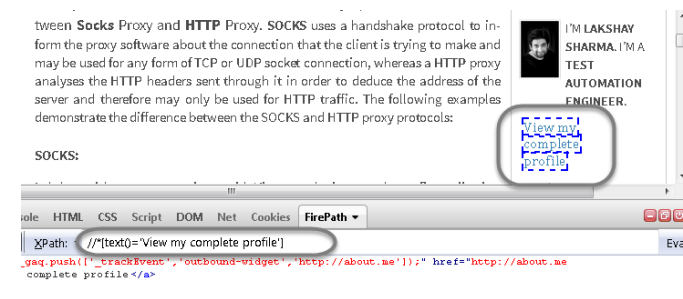 tween Socks Proxy and HTTP Proxy. SOCKS uses a handshake protocol to in-
form the proxy software about the connection that the client is trying to make and
may be used for any form of TCP or UDP socket connection, whereas a HTTP proxy
analyses the HTTP headers sent through it in order to deduce the address of the
server and therefore may only be used for HTTP traffic. The following examples
demonstrate the difference between the SOCKS and HTTP proxy protocols:
SOCKS:
I'M LAKSHAY
SHARMA. I'M A
TEST
AUTOMATION
ENGINEER.
View my
complete
profile
sole HTML CSS Script DOM Net Cookies FirePath
XPath: //*[text()='View my complete profile']
Eva
_gaq.push(['_trackEvent','outbound-widget','http://about.me']);" href="http://about.me
complete profile</a>